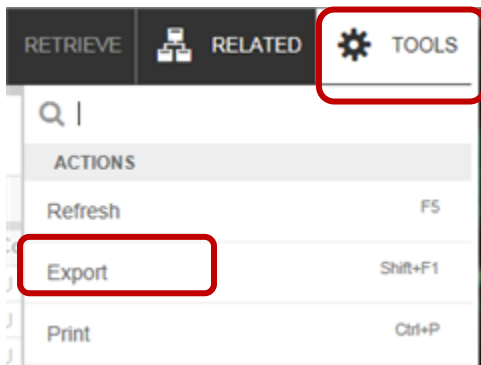 RETRIEVE RELATED TOOLS
ACTIONS
Refresh F5
Export Shift+F1
Print Ctrl+P